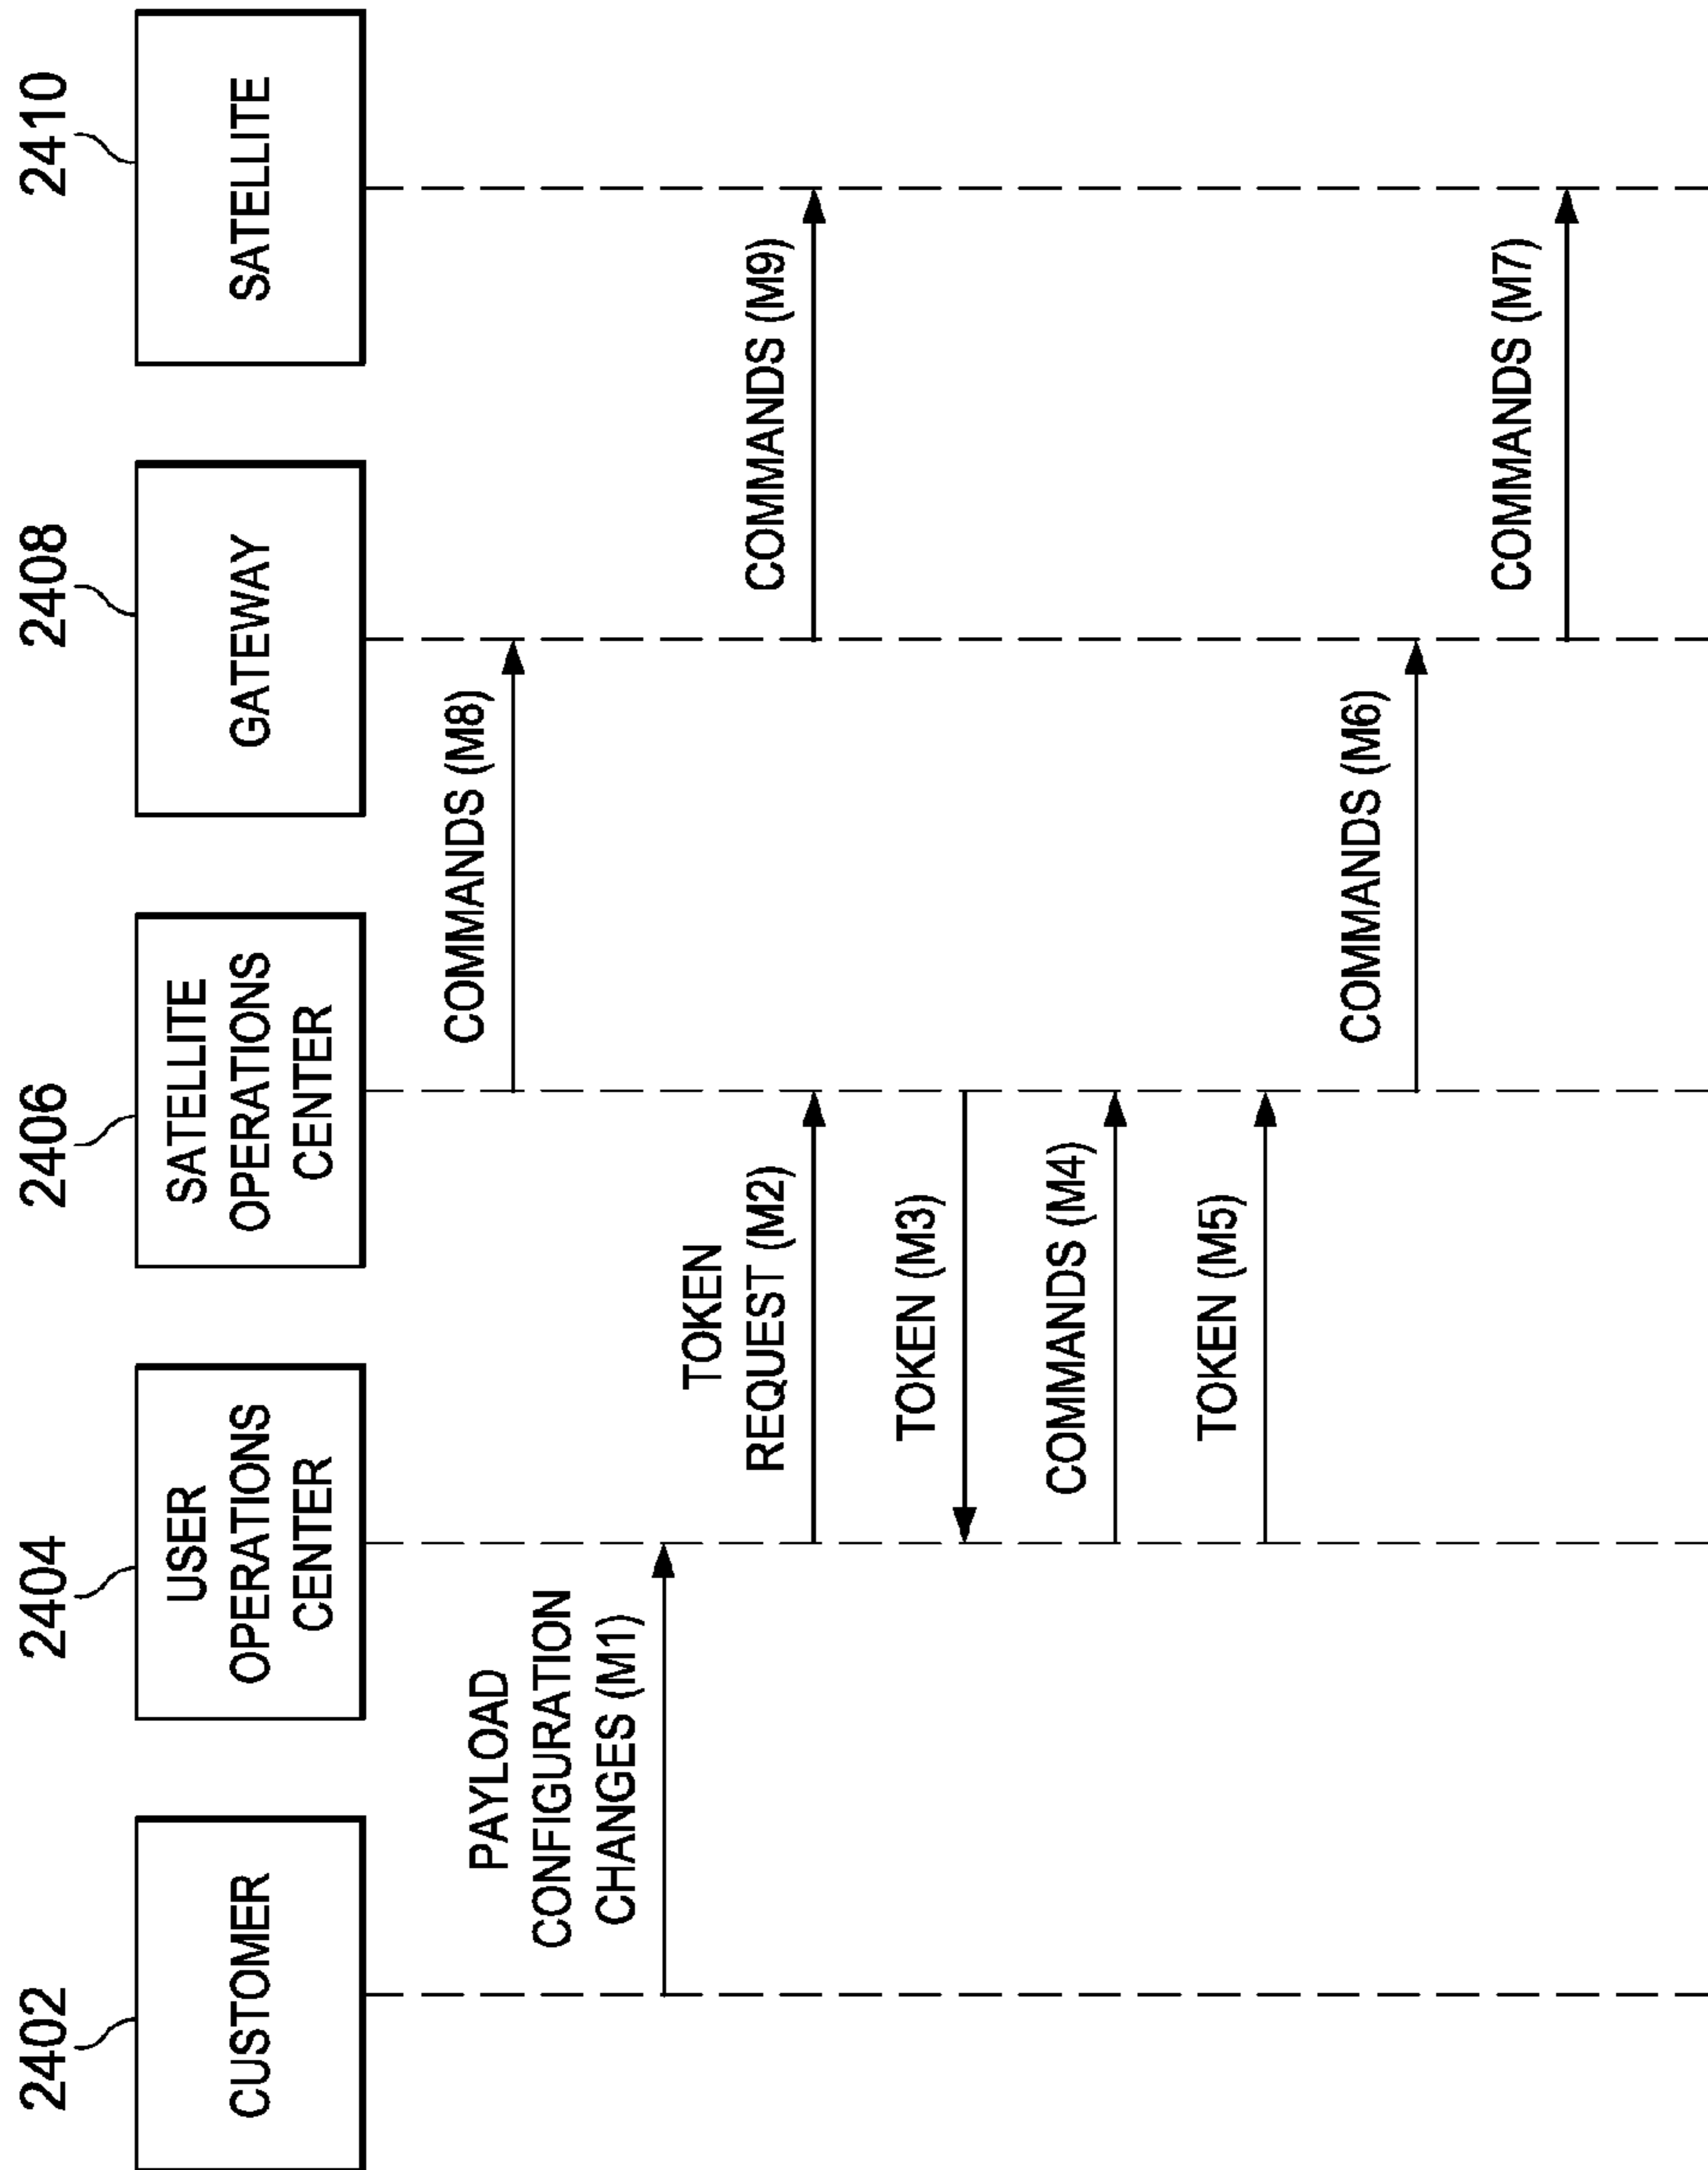 2402
2404
2406
2408
2410
CUSTOMER
USER
OPERATIONS
CENTER
SATELLITE
OPERATIONS
CENTER
GATEWAY
SATELLITE
COMMANDS (M8)
PAYLOAD
CONFIGURATION
CHANGES (M1)
TOKEN
REQUEST (M2)
COMMANDS (M9)
TOKEN (M3)
COMMANDS (M4)
TOKEN (M5)
COMMANDS (M6)
COMMANDS (M7)